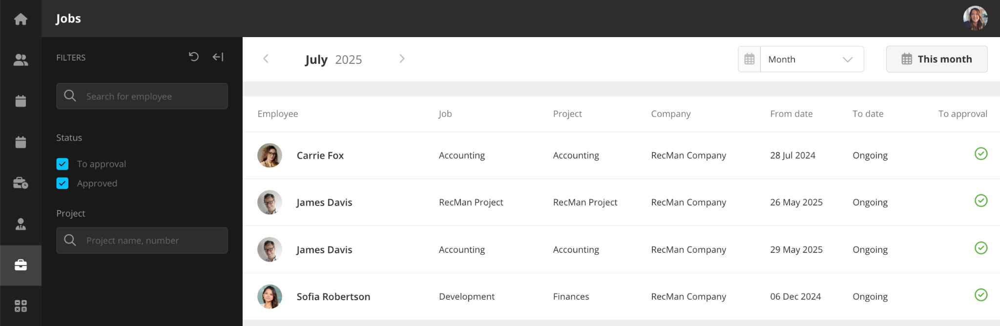 Jobs
FILTERS
Search for employee
Status
To approval
Approved
Project
Project name, number
July 2025
Month
This month
Employee Job Project Company From date To date To approval
Carrie Fox Accounting Accounting RecMan Company 28 Jul 2024 Ongoing
James Davis RecMan Project RecMan Project RecMan Company 26 May 2025 Ongoing
James Davis Accounting Accounting RecMan Company 29 May 2025 Ongoing
Sofia Robertson Development Finances RecMan Company 06 Dec 2024 Ongoing